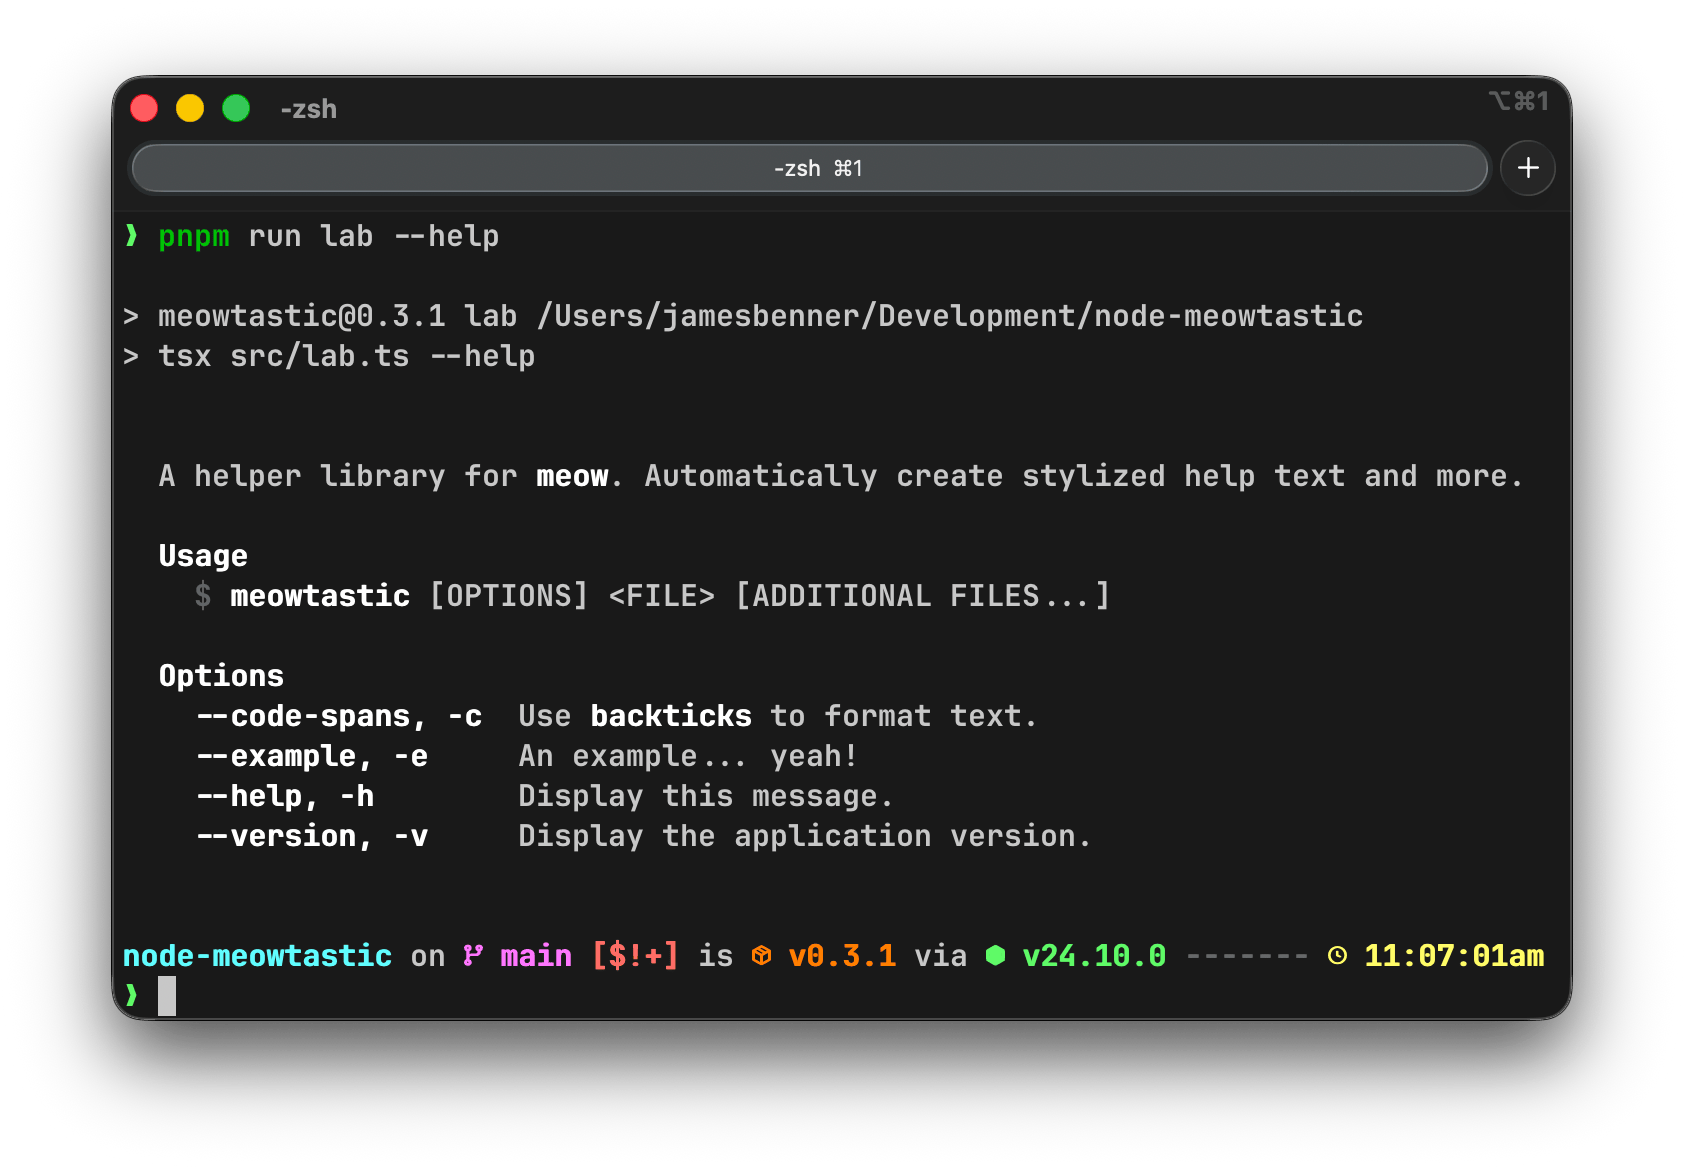 -zsh
⌥⌘1
-zsh ⌘1
+
❱ pnpm run lab --help
> meowtastic@0.3.1 lab /Users/jamesbenner/Development/node-meowtastic
> tsx src/lab.ts --help
A helper library for meow. Automatically create stylized help text and more.
Usage
$ meowtastic [OPTIONS] <FILE> [ADDITIONAL FILES...]
Options
--code-spans, -c  Use backticks to format text.
--example, -e     An example... yeah!
--help, -h        Display this message.
--version, -v     Display the application version.
node-meowtastic on main [$!+] is v0.3.1 via v24.10.0 ------- 11:07:01am
❱